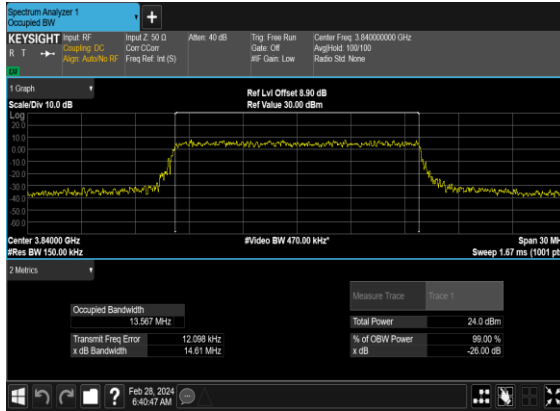 Spectrum Analyzer 1
Occupied BW
KEYSIGHT Input: RF Input Z: 50 Ω Atten: 40 dB Trig: Free Run Center Freq: 3.840000000 GHz
R T Coupling: DC Corr CCorr Gate: Off Avg|Hold: 100/100
Align: Auto/No RF Freq Ref: Int (S) #IF Gain: Low Radio Std: None
LV
1 Graph Ref Lvl Offset 8.90 dB
Scale/Div 10.0 dB Ref Value 30.00 dBm
Log
20.0
10.0
0.00
-10.0
-20.0
-30.0
-40.0
-50.0
-60.0
Center 3.84000 GHz #Video BW 470.00 kHz* Span 30 MH
#Res BW 150.00 kHz Sweep 1.67 ms (1001 pt
2 Metrics
Measure Trace Trace 1
Occupied Bandwidth
13.567 MHz Total Power 24.0 dBm
Transmit Freq Error 12.098 kHz % of OBW Power 99.00 %
x dB Bandwidth 14.61 MHz x dB -26.00 dB
? Feb 28, 2024
6:40:47 AM